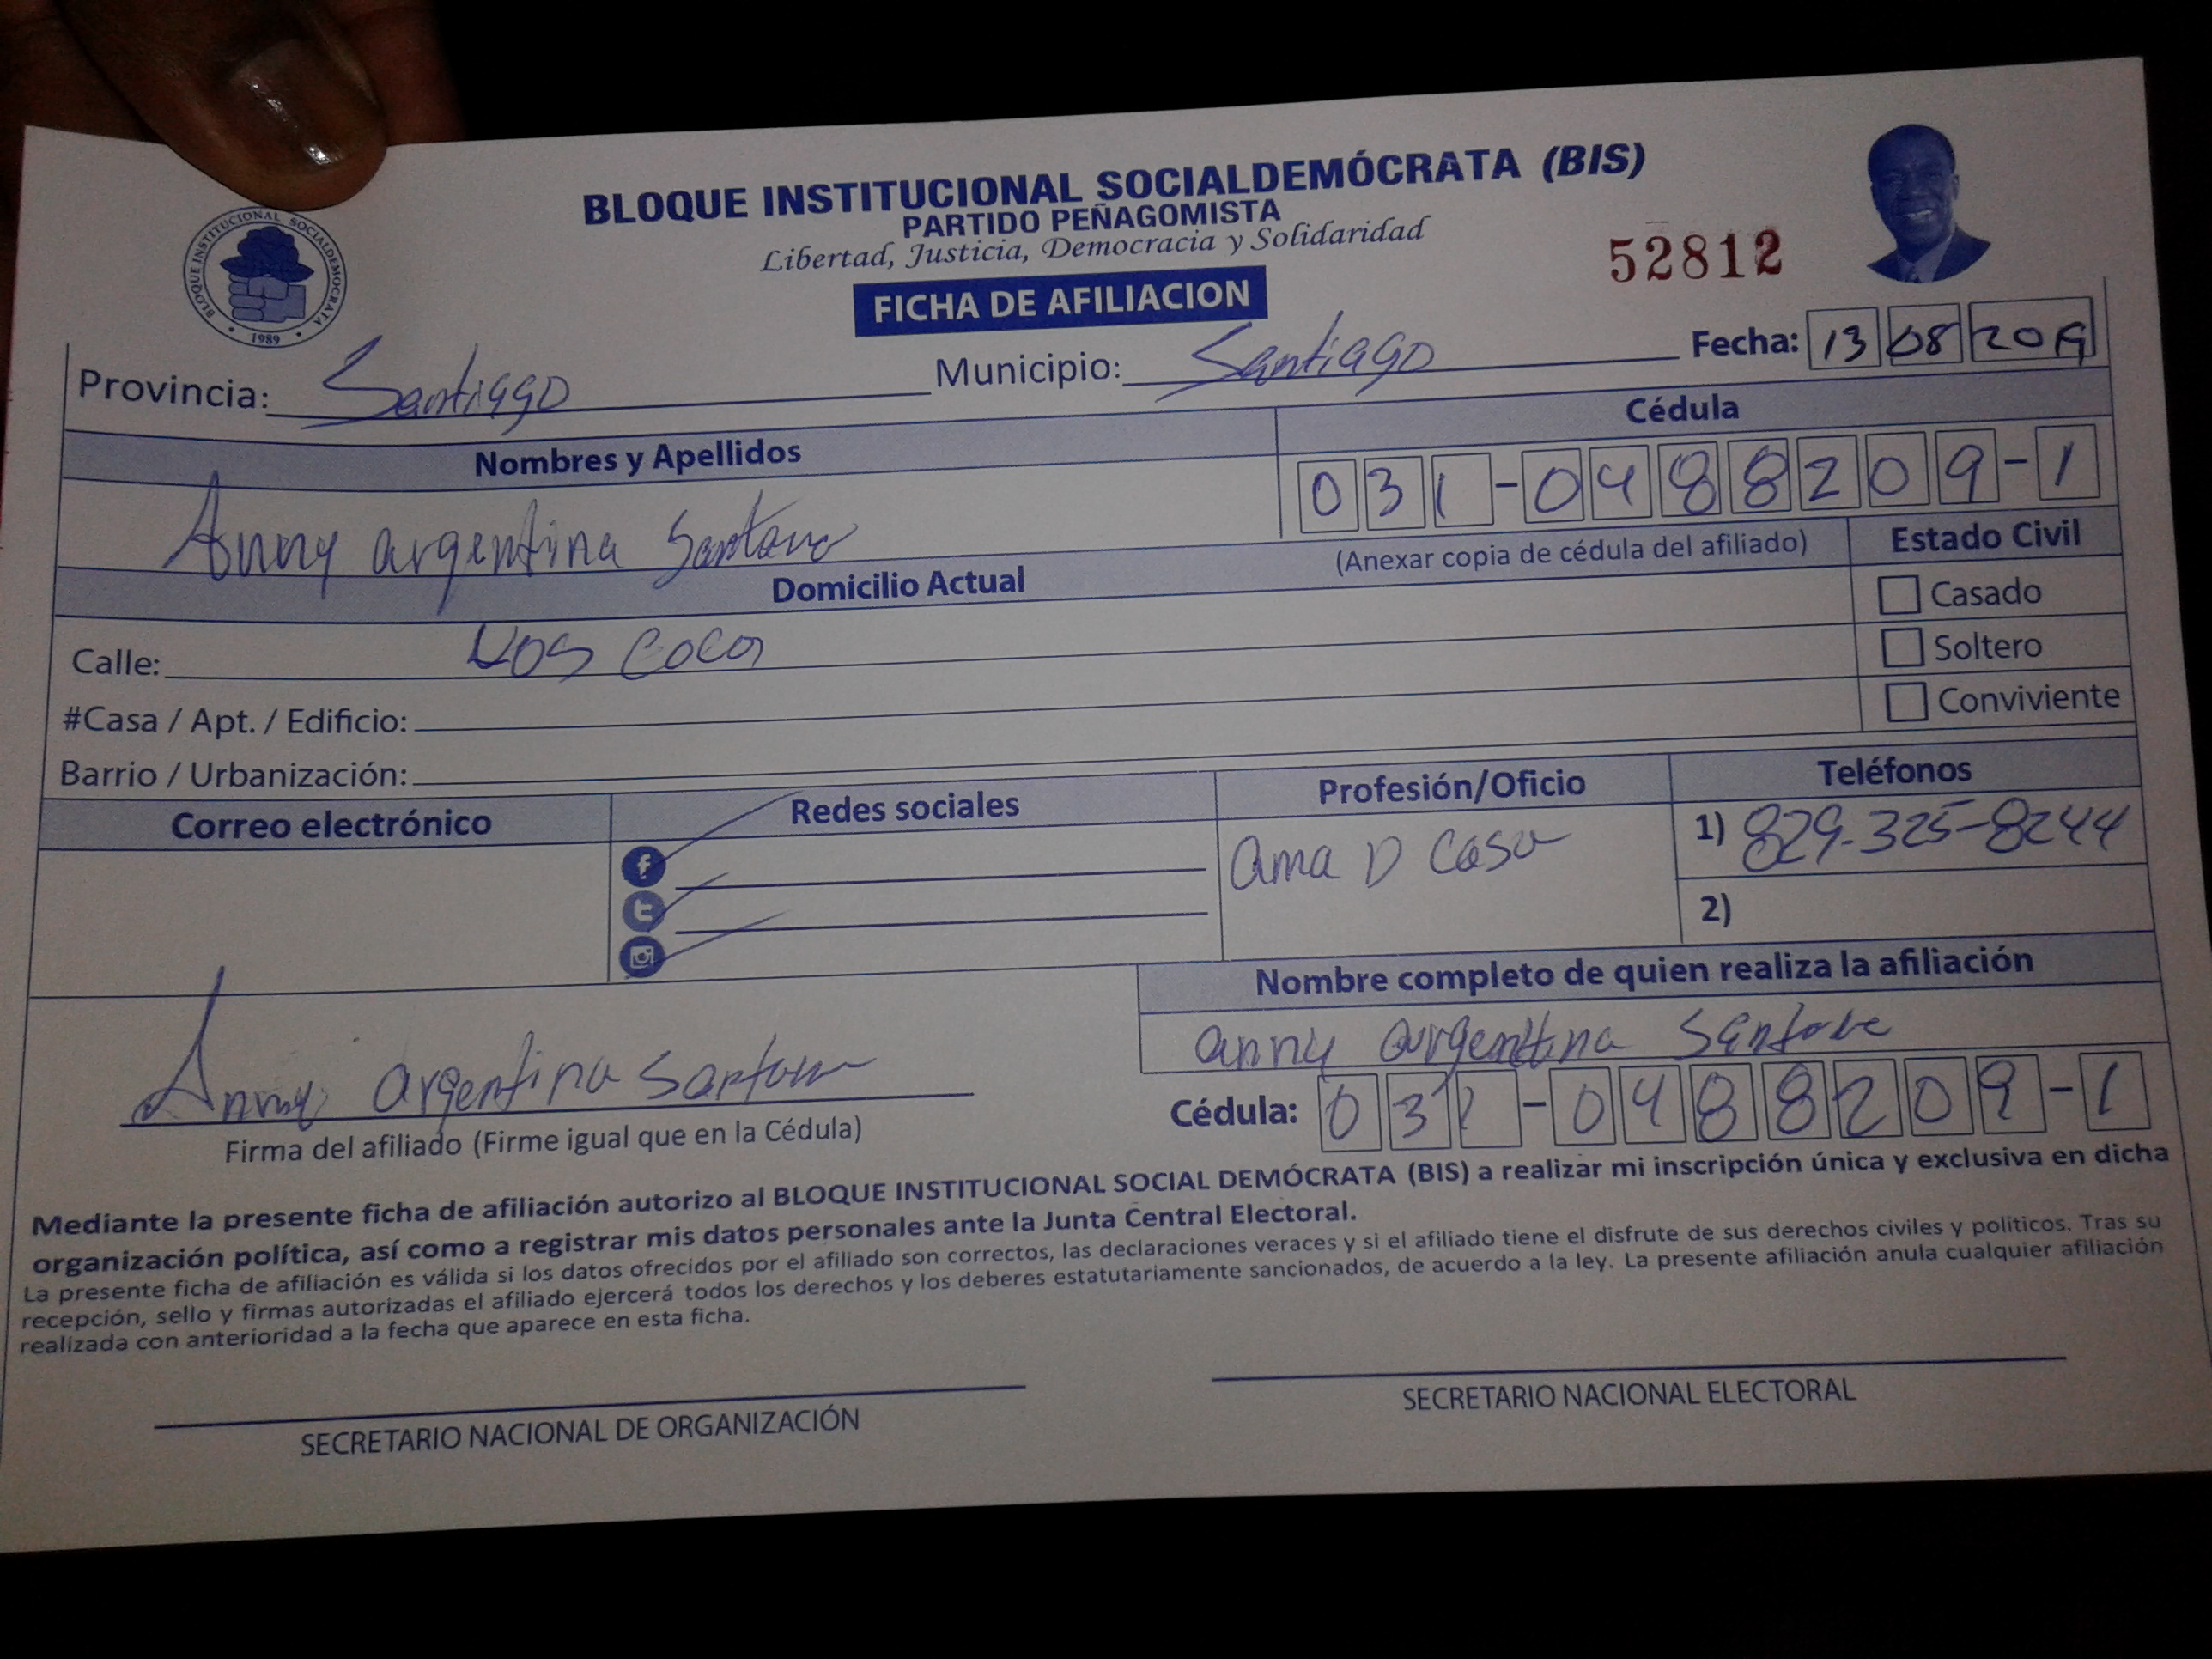 BLOQUE INSTITUCIONAL SOCIALDEMÓCRATA (BIS)
PARTIDO PEÑAGOMISTA
Libertad, Justicia, Democracia y Solidaridad
52812
BLOQUE INSTITUCIONAL SOCIALDEMOCRATA
1989
FICHA DE AFILIACION
Provincia: Santiago Municipio: Santiago Fecha: 13 08 2019
Nombres y Apellidos Cédula
Anny argentina Santana 031-0488209-1
(Anexar copia de cédula del afiliado) Estado Civil
Domicilio Actual Casado
Calle: Los Cocos Soltero
#Casa / Apt. / Edificio: Conviviente
Barrio / Urbanización:
Correo electrónico Redes sociales Profesión/Oficio Teléfonos
ama D Casa 1) 829-325-8244
2)
Nombre completo de quien realiza la afiliación
anny argentina Santana
Anny argentina Santana
Cédula: 031-0488209-1
Firma del afiliado (Firme igual que en la Cédula)
Mediante la presente ficha de afiliación autorizo al BLOQUE INSTITUCIONAL SOCIAL DEMÓCRATA (BIS) a realizar mi inscripción única y exclusiva en dicha
organización política, así como a registrar mis datos personales ante la Junta Central Electoral.
La presente ficha de afiliación es válida si los datos ofrecidos por el afiliado son correctos, las declaraciones veraces y si el afiliado tiene el disfrute de sus derechos civiles y políticos. Tras su
recepción, sello y firmas autorizadas el afiliado ejercerá todos los derechos y los deberes estatutariamente sancionados, de acuerdo a la ley. La presente afiliación anula cualquier afiliación
realizada con anterioridad a la fecha que aparece en esta ficha.
SECRETARIO NACIONAL DE ORGANIZACIÓN SECRETARIO NACIONAL ELECTORAL